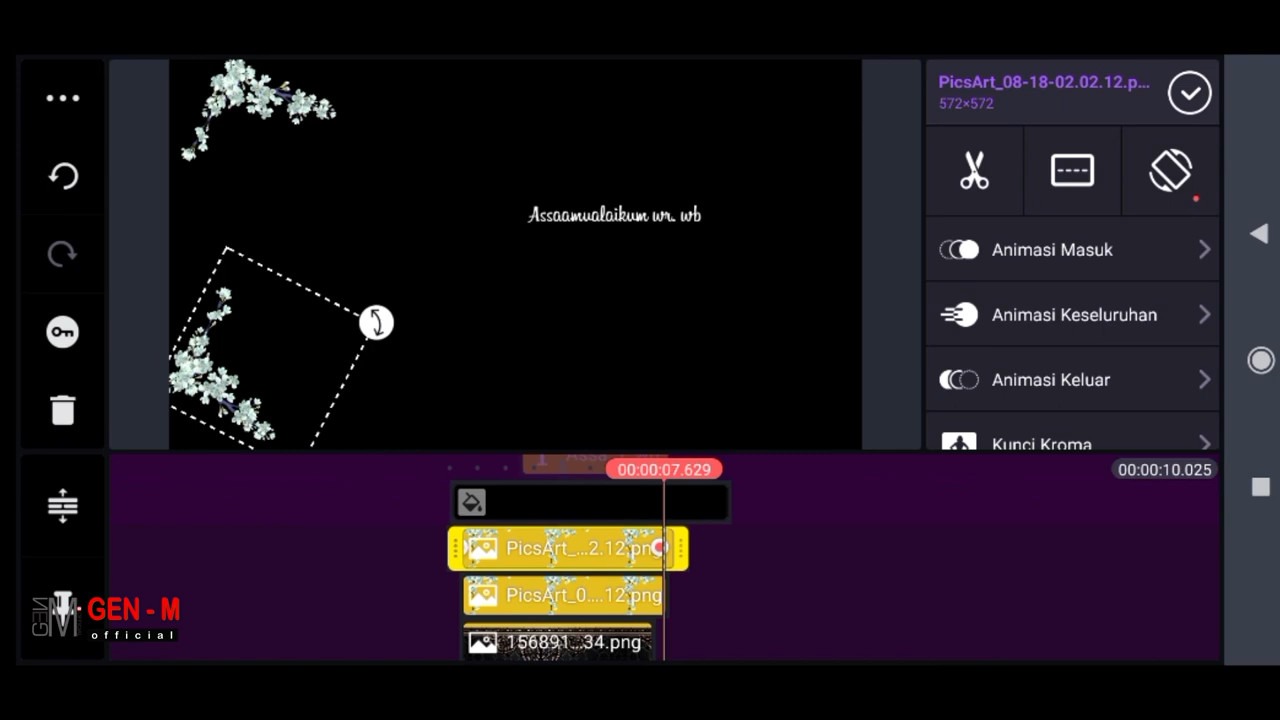 PicsArt_08-18-02.02.12.p...
572×572
Assaamualaikum wr. wb
Animasi Masuk
Animasi Keseluruhan
Animasi Keluar
Kunci Kroma
00:00:07.629
00:00:10.025
PicsArt_...2.12.png
PicsArt_0....12.png
156891...34.png
GEN - M
official